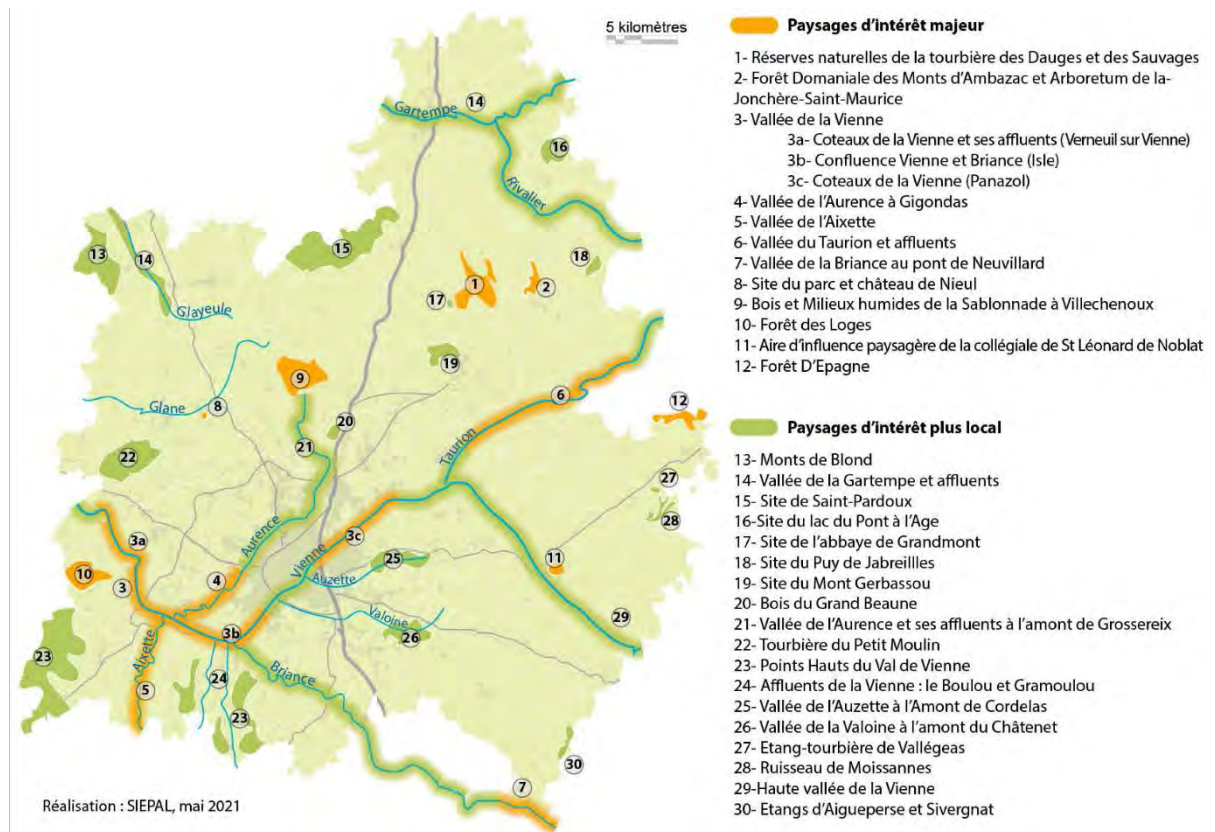 5 kilomètres
Gartempe
14
16
Rivalier
13
14
15
18
Glayeule
17
1
2
19
9
6
Glane
8
12
20
21
22
Taurion
27
28
3a
Aurence
3c
Vienne
25
11
10
4
Auzette
3
Valoine
29
3b
26
23
Aixette
24
Briance
5
23
30
7
Réalisation : SIEPAL, mai 2021
Paysages d'intérêt majeur
1- Réserves naturelles de la tourbière des Dauges et des Sauvages
2- Forêt Domaniale des Monts d'Ambazac et Arboretum de la-
Jonchère-Saint-Maurice
3- Vallée de la Vienne
3a- Coteaux de la Vienne et ses affluents (Verneuil sur Vienne)
3b- Confluence Vienne et Briance (Isle)
3c- Coteaux de la Vienne (Panazol)
4- Vallée de l'Aurence à Gigondas
5- Vallée de l'Aixette
6- Vallée du Taurion et affluents
7- Vallée de la Briance au pont de Neuvillard
8- Site du parc et château de Nieul
9- Bois et Milieux humides de la Sablonnade à Villechenoux
10- Forêt des Loges
11- Aire d'influence paysagère de la collégiale de St Léonard de Noblat
12- Forêt D'Epagne
Paysages d'intérêt plus local
13- Monts de Blond
14- Vallée de la Gartempe et affluents
15- Site de Saint-Pardoux
16-Site du lac du Pont à l'Age
17- Site de l'abbaye de Grandmont
18- Site du Puy de Jabreillles
19- Site du Mont Gerbassou
20- Bois du Grand Beaune
21- Vallée de l'Aurence et ses affluents à l'amont de Grossereix
22- Tourbière du Petit Moulin
23- Points Hauts du Val de Vienne
24- Affluents de la Vienne : le Boulou et Gramoulou
25- Vallée de l'Auzette à l'Amont de Cordelas
26- Vallée de la Valoine à l'amont du Châtenet
27- Etang-tourbière de Vallégeas
28- Ruisseau de Moissannes
29-Haute vallée de la Vienne
30- Etangs d'Aigueperse et Sivergnat